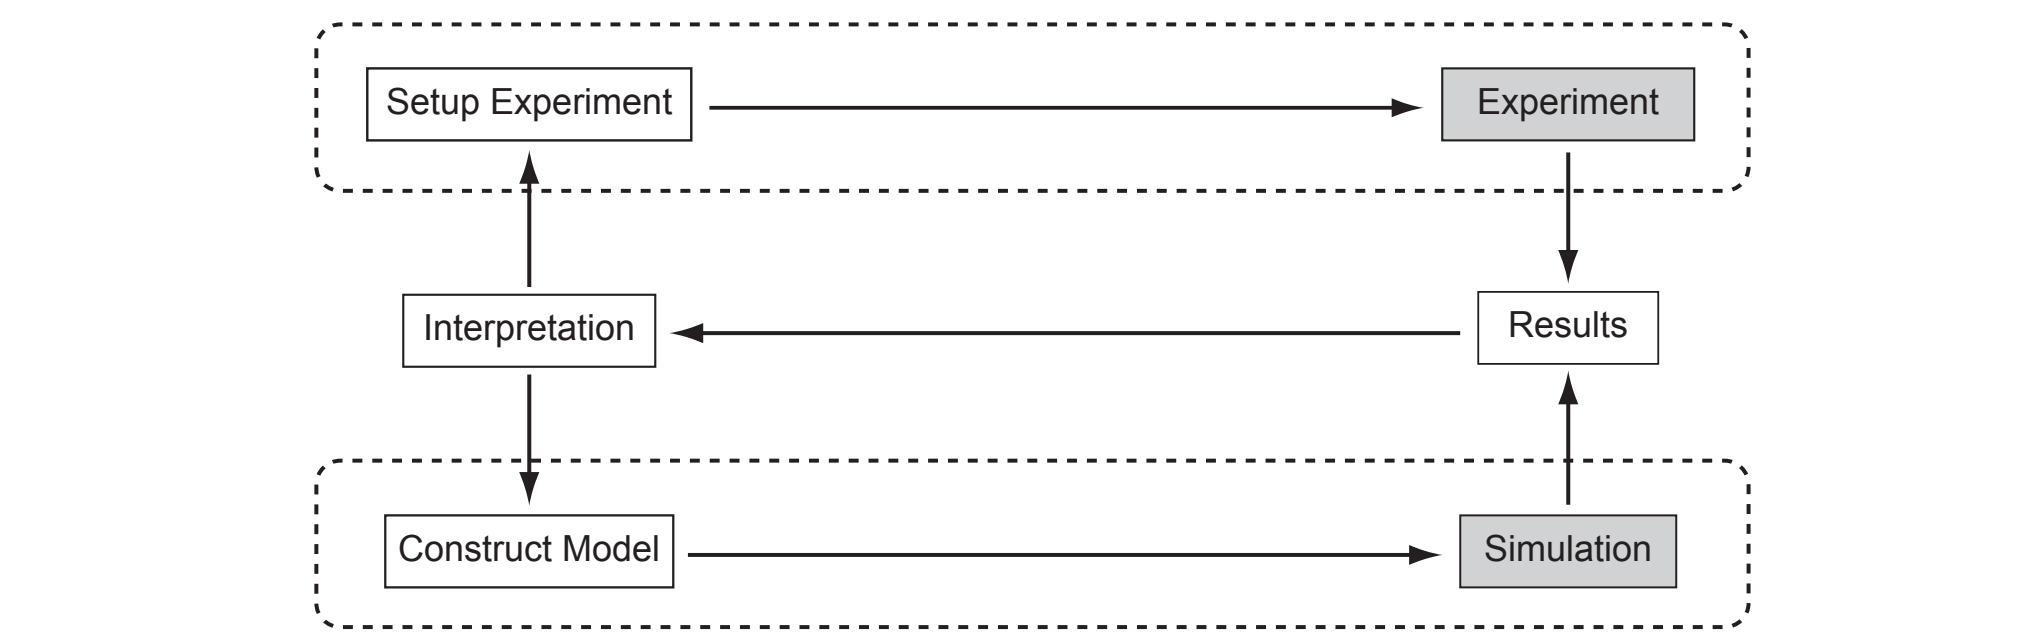 Setup Experiment
Experiment
Interpretation
Results
Construct Model
Simulation